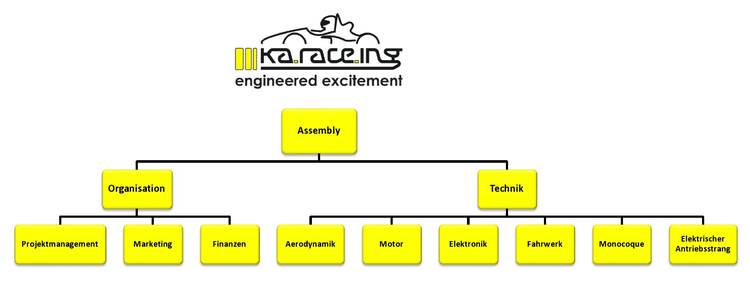 ka.race.ing
engineered excitement
Assembly
Organisation
Technik
Projektmanagement
Marketing
Finanzen
Aerodynamik
Motor
Elektronik
Fahrwerk
Monocoque
Elektrischer
Antriebsstrang